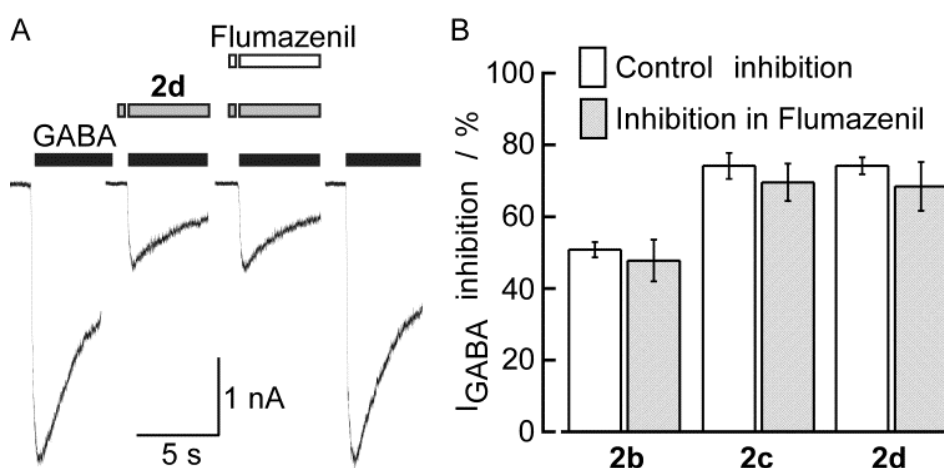 A
Flumazenil
2d
GABA
1 nA
5 s
B
Control inhibition
Inhibition in Flumazenil
IGABA inhibition / %
100
80
60
40
20
0
2b 2c 2d